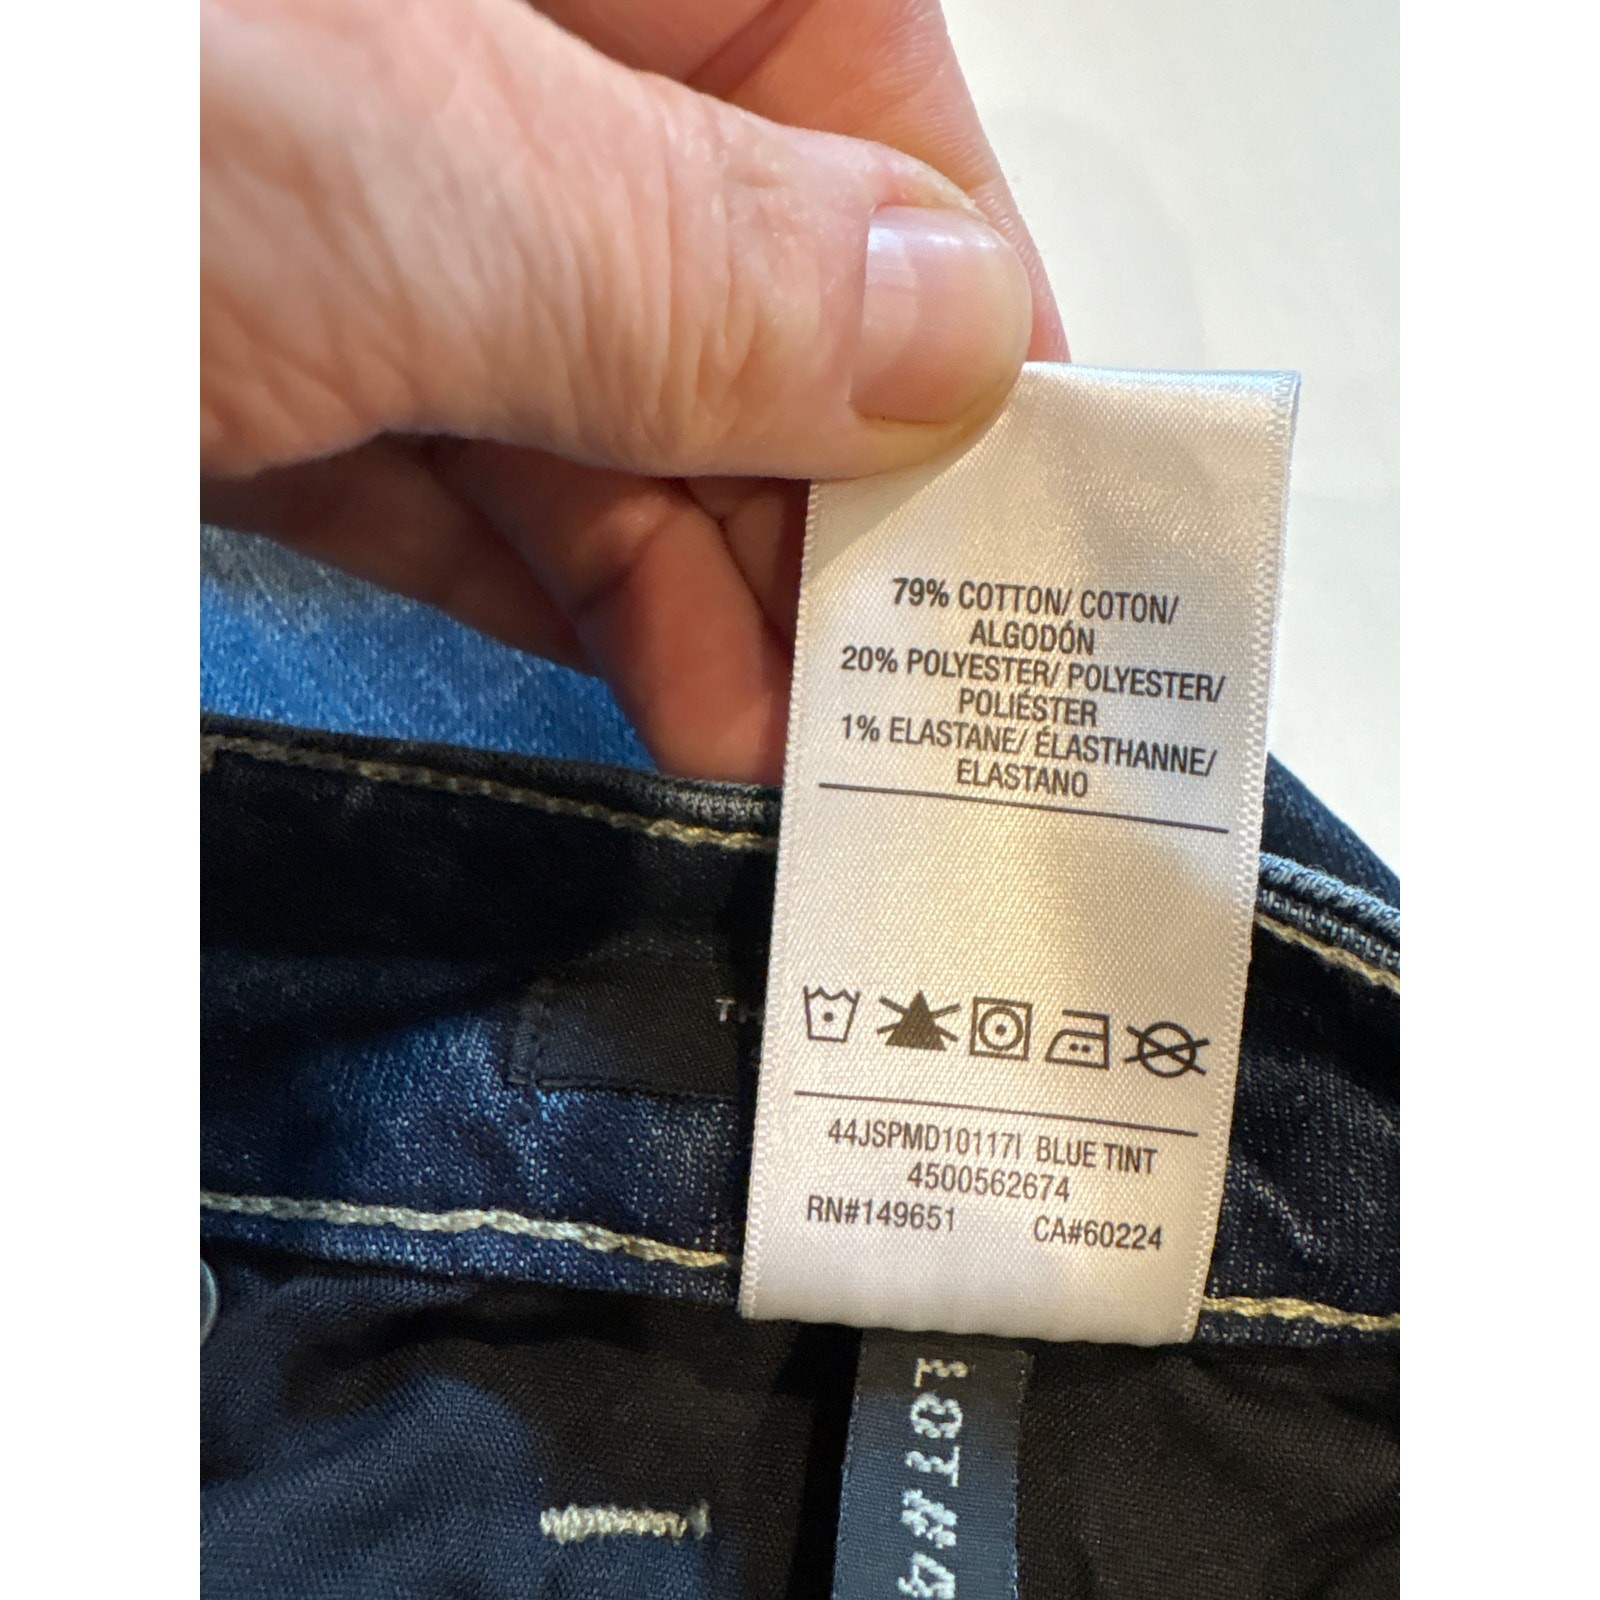 79% COTTON/ COTON/
ALGODÓN
20% POLYESTER/ POLYESTER/
POLIÉSTER
1% ELASTANE/ ÉLASTHANNE/
ELASTANO
44JSPMD10117I BLUE TINT
4500562674
RN#149651 CA#60224